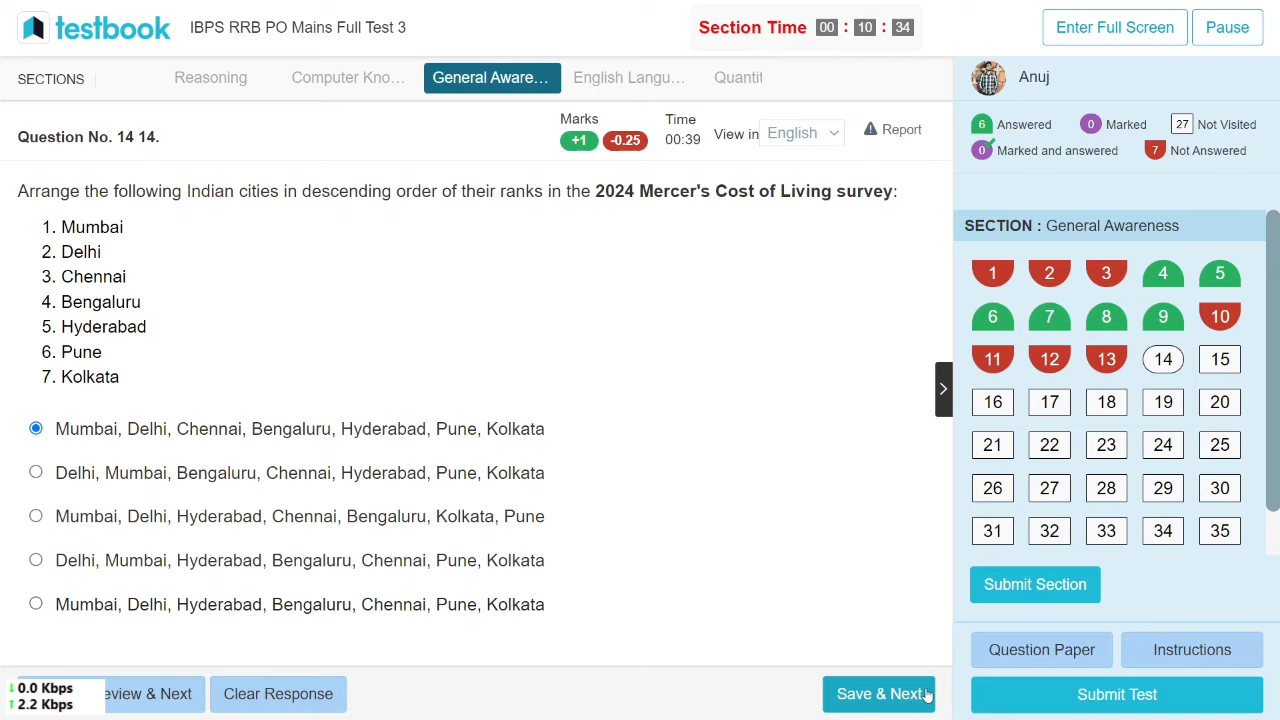 testbook IBPS RRB PO Mains Full Test 3 Section Time 00 : 10 : 34 Enter Full Screen Pause
SECTIONS Reasoning Computer Kno... General Aware... English Langu... Quantit
Anuj
Question No. 14 14. Marks +1 -0.25 Time 00:39 View in English Report
6 Answered 0 Marked 27 Not Visited
0 Marked and answered 7 Not Answered
Arrange the following Indian cities in descending order of their ranks in the 2024 Mercer's Cost of Living survey:
1. Mumbai
2. Delhi
3. Chennai
4. Bengaluru
5. Hyderabad
6. Pune
7. Kolkata
Mumbai, Delhi, Chennai, Bengaluru, Hyderabad, Pune, Kolkata
Delhi, Mumbai, Bengaluru, Chennai, Hyderabad, Pune, Kolkata
Mumbai, Delhi, Hyderabad, Chennai, Bengaluru, Kolkata, Pune
Delhi, Mumbai, Hyderabad, Bengaluru, Chennai, Pune, Kolkata
Mumbai, Delhi, Hyderabad, Bengaluru, Chennai, Pune, Kolkata
SECTION : General Awareness
1 2 3 4 5
6 7 8 9 10
11 12 13 14 15
16 17 18 19 20
21 22 23 24 25
26 27 28 29 30
31 32 33 34 35
Submit Section
Question Paper Instructions
Submit Test
0.0 Kbps
2.2 Kbps
eview & Next Clear Response Save & Next